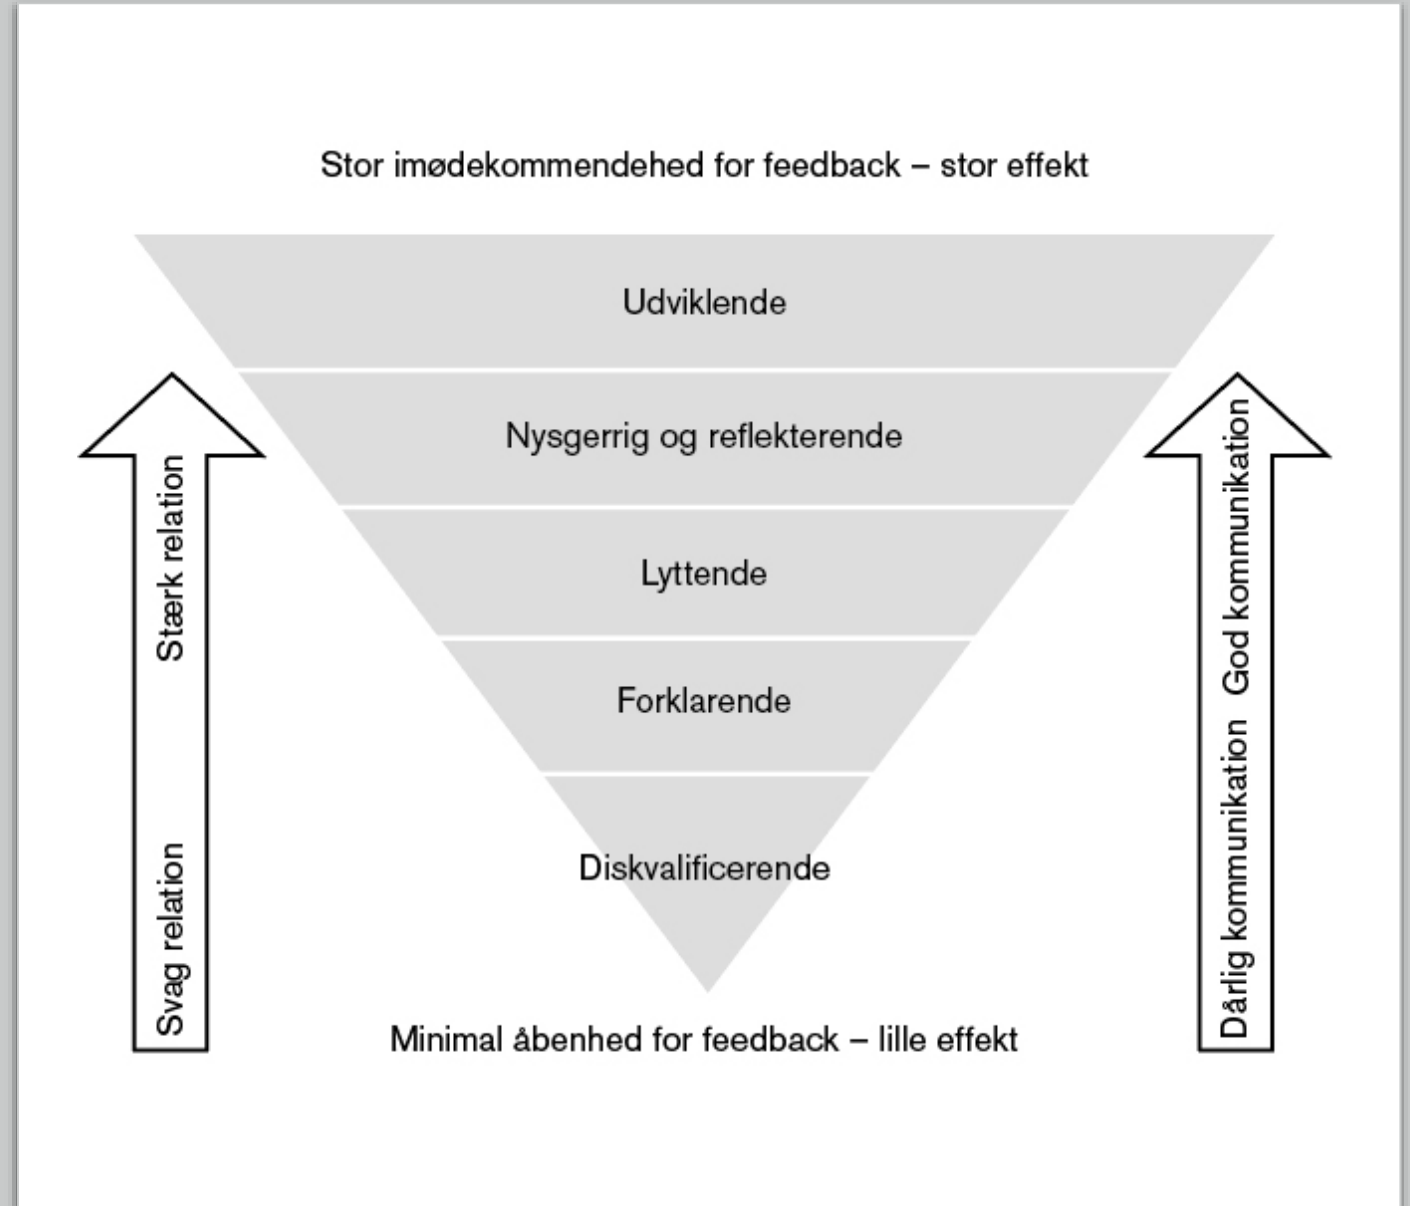 Stor imødekommendehed for feedback – stor effekt
Udviklende
Nysgerrig og reflekterende
Lyttende
Forklarende
Diskvalificerende
Svag relation
Stærk relation
Dårlig kommunikation
God kommunikation
Minimal åbenhed for feedback – lille effekt